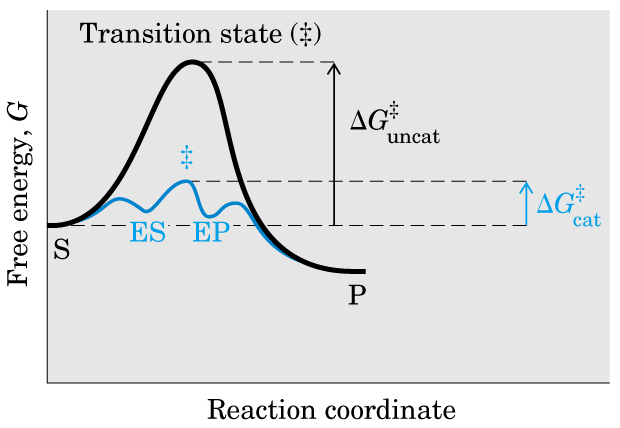 Transition state (‡)
ΔG‡uncat
‡
ΔG‡cat
ES
EP
S
P
Free energy, G
Reaction coordinate